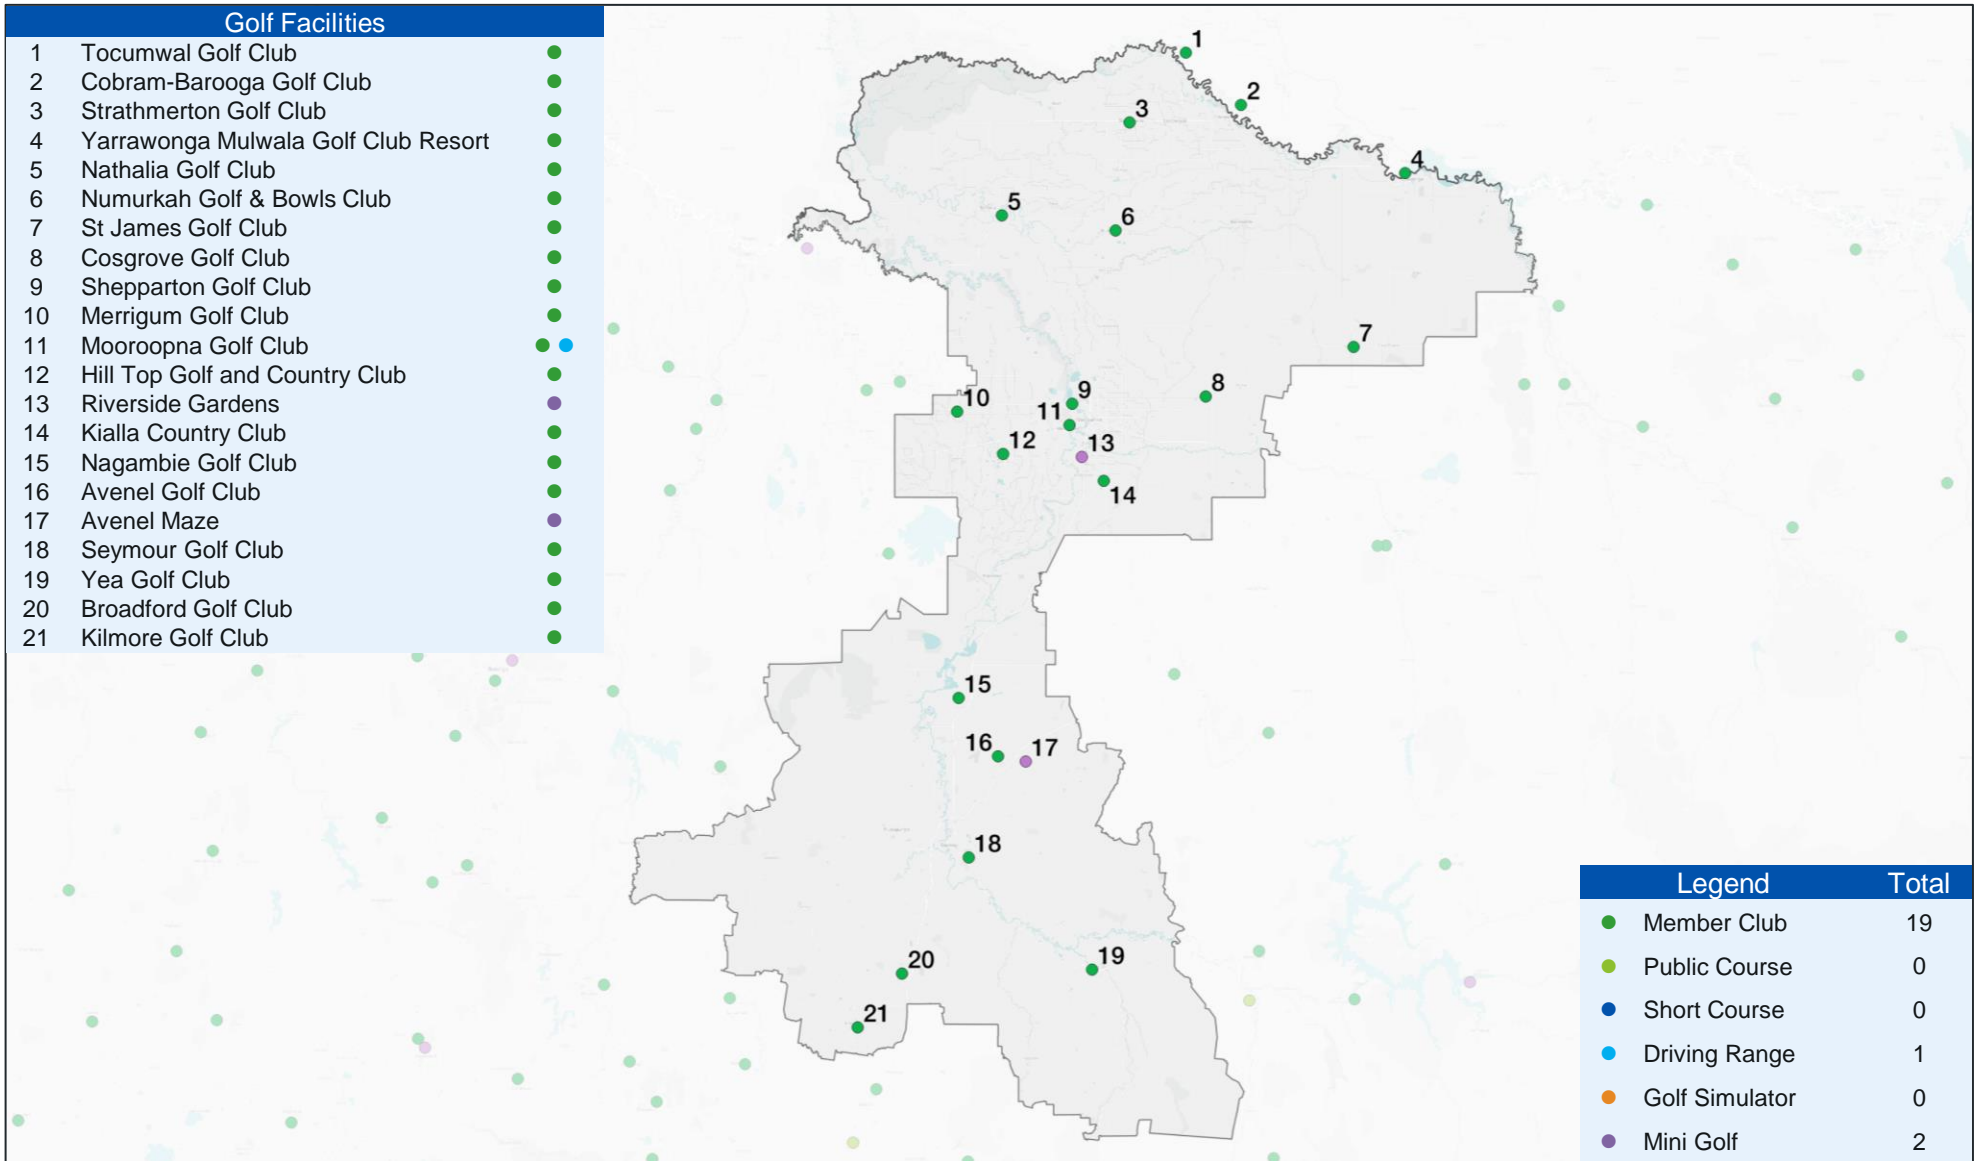 Golf Facilities
1 Tocumwal Golf Club
2 Cobram-Barooga Golf Club
3 Strathmerton Golf Club
4 Yarrawonga Mulwala Golf Club Resort
5 Nathalia Golf Club
6 Numurkah Golf & Bowls Club
7 St James Golf Club
8 Cosgrove Golf Club
9 Shepparton Golf Club
10 Merrigum Golf Club
11 Mooroopna Golf Club
12 Hill Top Golf and Country Club
13 Riverside Gardens
14 Kialla Country Club
15 Nagambie Golf Club
16 Avenel Golf Club
17 Avenel Maze
18 Seymour Golf Club
19 Yea Golf Club
20 Broadford Golf Club
21 Kilmore Golf Club
1
2
3
4
5
6
7
8
9
10
11
12
13
14
15
16
17
18
19
20
21
Legend Total
Member Club 19
Public Course 0
Short Course 0
Driving Range 1
Golf Simulator 0
Mini Golf 2